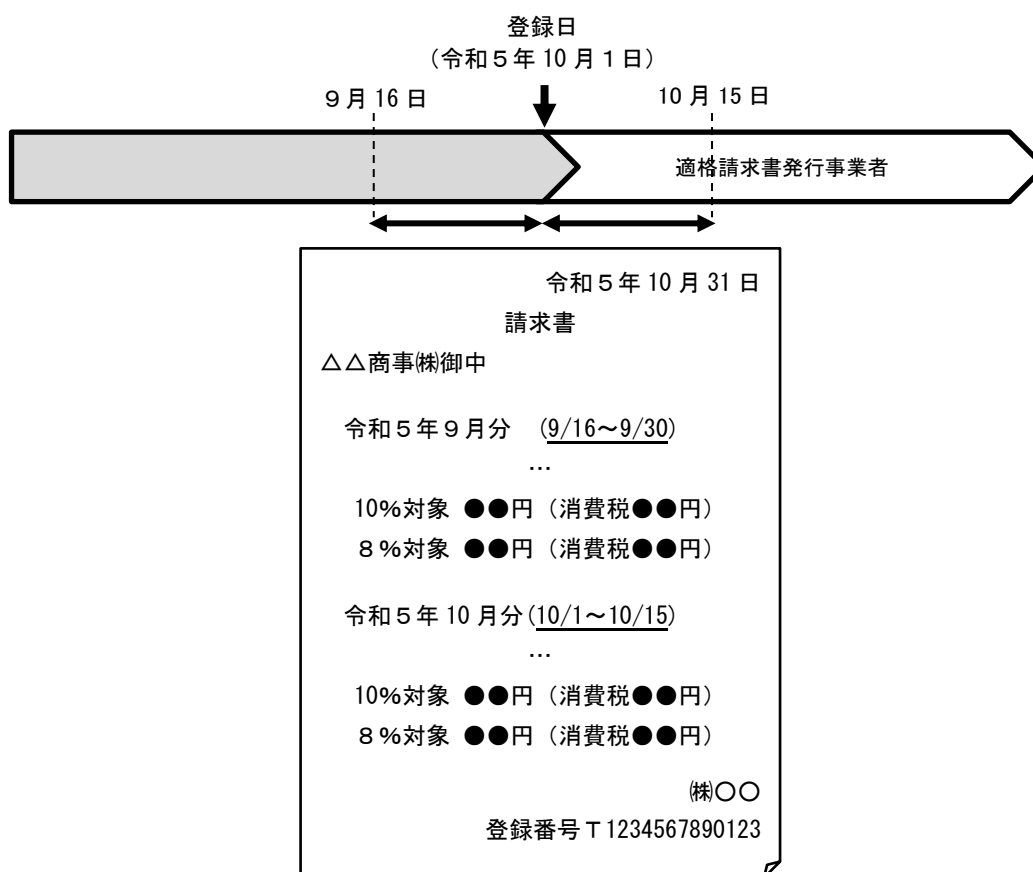 登録日
（令和５年 10 月１日）
９月 16 日
10 月 15 日
適格請求書発行事業者
令和５年 10 月 31 日
請求書
△△商事㈱御中
令和５年９月分 (9/16～9/30)
…
10%対象 ●●円（消費税●●円）
８%対象 ●●円（消費税●●円）
令和５年 10 月分(10/1～10/15)
…
10%対象 ●●円（消費税●●円）
８%対象 ●●円（消費税●●円）
㈱○○
登録番号Ｔ1234567890123